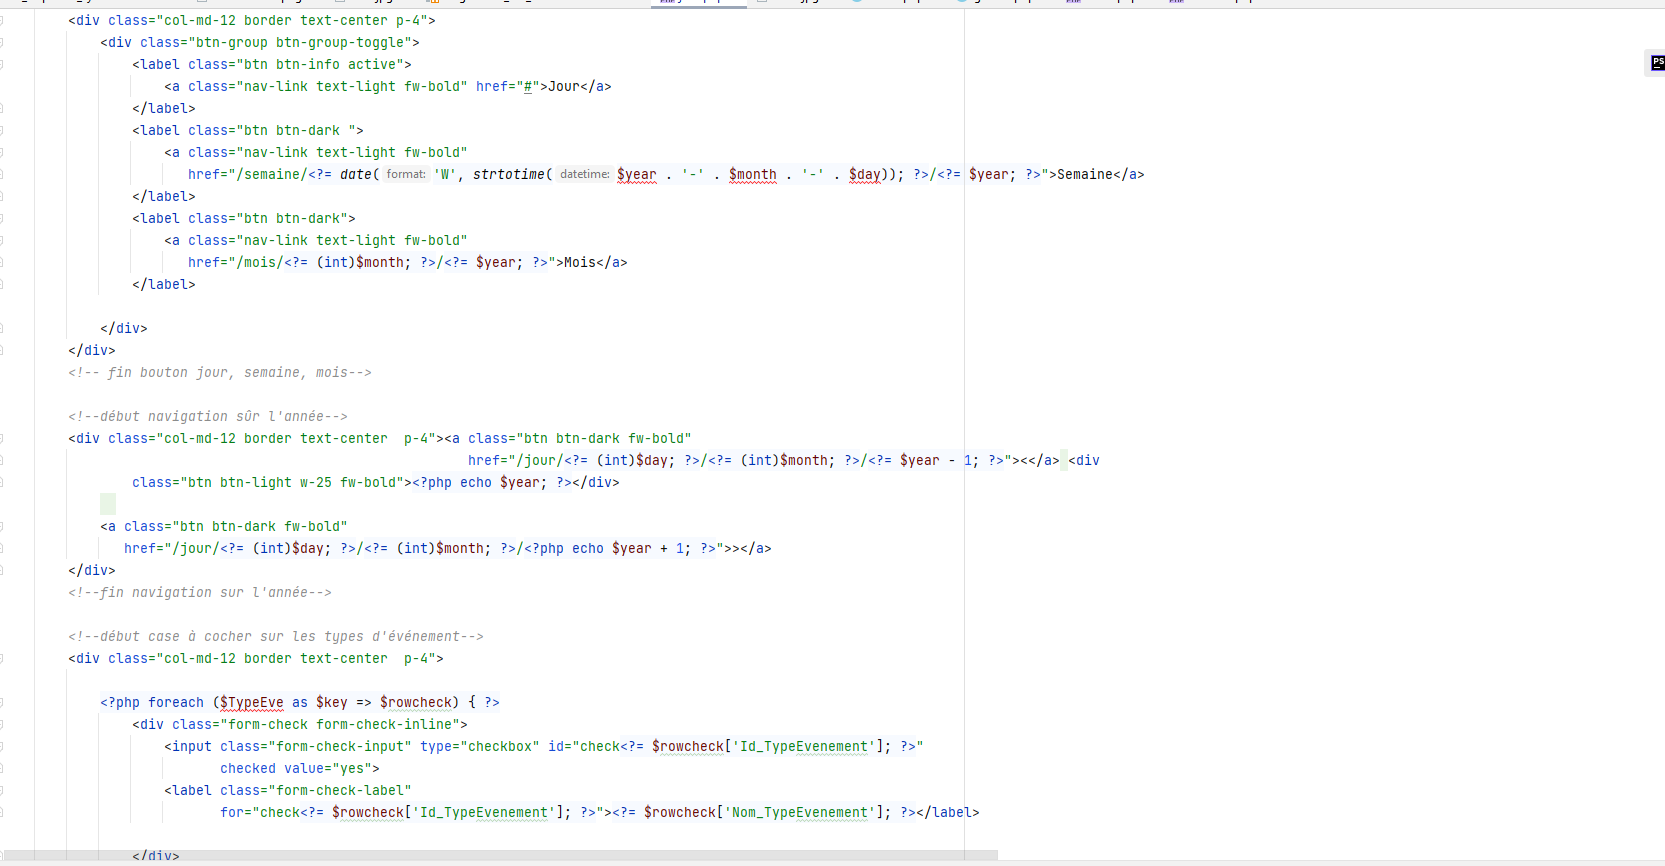 <div class="col-md-12 border text-center p-4">
<div class="btn-group btn-group-toggle">
<label class="btn btn-info active">
<a class="nav-link text-light fw-bold" href="#">Jour</a>
</label>
<label class="btn btn-dark ">
<a class="nav-link text-light fw-bold"
href="/semaine/<?= date( format: 'W', strtotime( datetime: $year . '-' . $month . '-' . $day)); ?>/<?= $year; ?>">Semaine</a>
</label>
<label class="btn btn-dark">
<a class="nav-link text-light fw-bold"
href="/mois/<?= (int)$month; ?>/<?= $year; ?>">Mois</a>
</label>
</div>
</div>
<!-- fin bouton jour, semaine, mois-->
<!--début navigation sûr l'année-->
<div class="col-md-12 border text-center  p-4"><a class="btn btn-dark fw-bold"
href="/jour/<?= (int)$day; ?>/<?= (int)$month; ?>/<?= $year - 1; ?>"><</a> <div
class="btn btn-light w-25 fw-bold"><?php echo $year; ?></div>
<a class="btn btn-dark fw-bold"
href="/jour/<?= (int)$day; ?>/<?= (int)$month; ?>/<?php echo $year + 1; ?>">></a>
</div>
<!--fin navigation sur l'année-->
<!--début case à cocher sur les types d'événement-->
<div class="col-md-12 border text-center  p-4">
<?php foreach ($TypeEve as $key => $rowcheck) { ?>
<div class="form-check form-check-inline">
<input class="form-check-input" type="checkbox" id="check<?= $rowcheck['Id_TypeEvenement']; ?>"
checked value="yes">
<label class="form-check-label"
for="check<?= $rowcheck['Id_TypeEvenement']; ?>"><?= $rowcheck['Nom_TypeEvenement']; ?></label>
</div>
PS